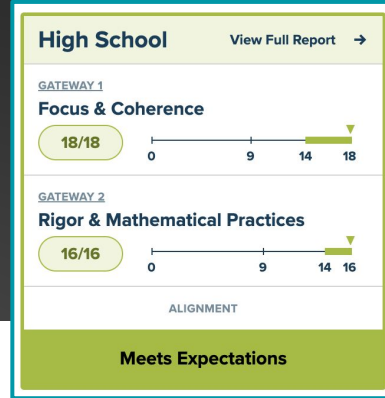 High School View Full Report →
GATEWAY 1
Focus & Coherence
18/18
0 9 14 18
GATEWAY 2
Rigor & Mathematical Practices
16/16
0 9 14 16
ALIGNMENT
Meets Expectations